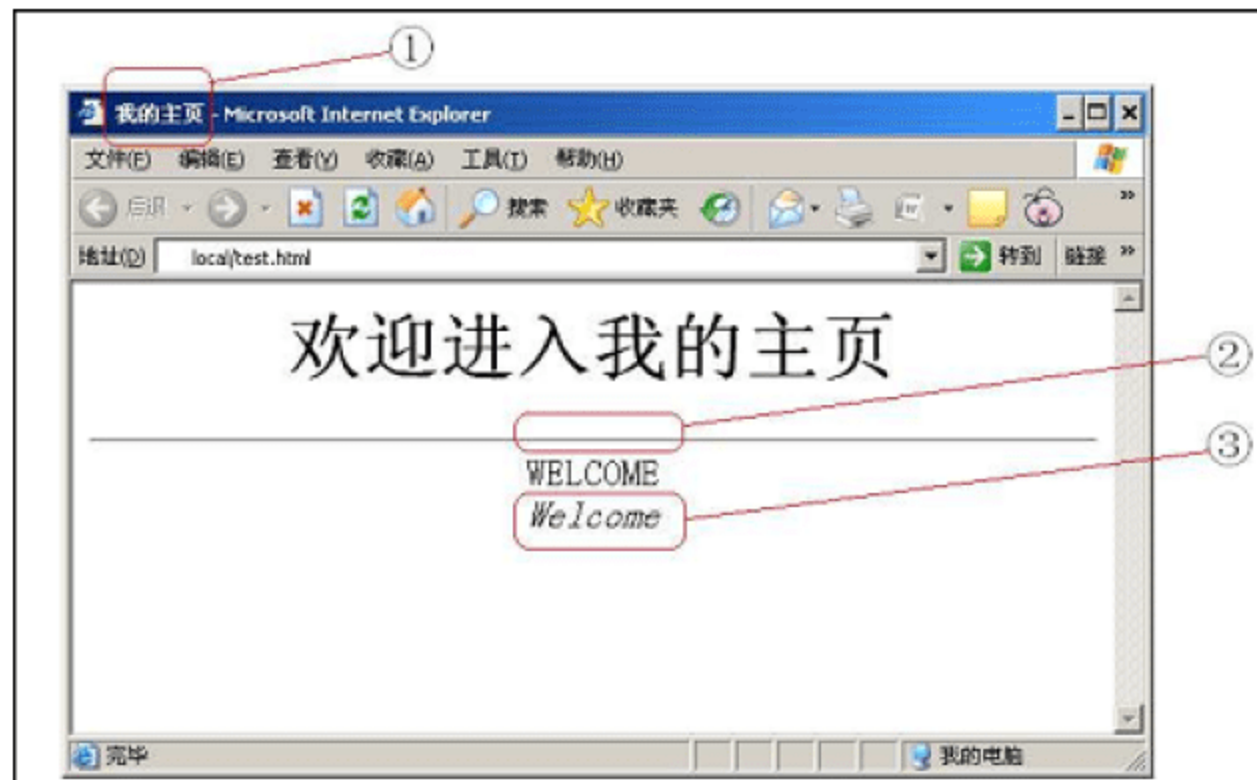 ①
我的主页 - Microsoft Internet Explorer
文件(F) 编辑(E) 查看(V) 收藏(A) 工具(T) 帮助(H)
后退 搜索 收藏夹 »
地址(D) local/test.html 转到 链接 »
欢迎进入我的主页
②
WELCOME
③
Welcome
完毕 我的电脑